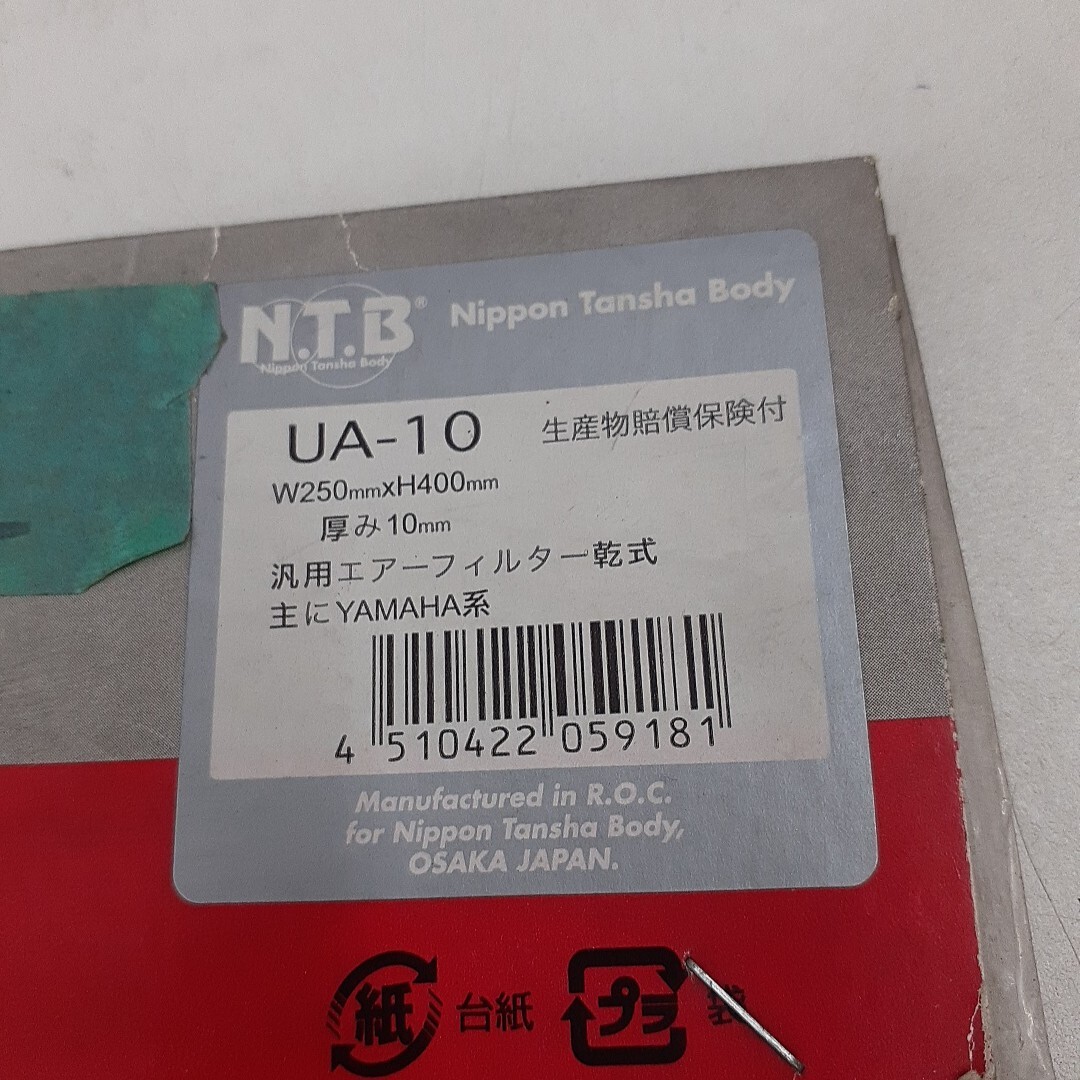 N.T.B® Nippon Tansha Body
Nippon Tansha Body
UA-10 生産物賠償保険付
W250mmxH400mm
厚み10mm
汎用エアーフィルター乾式
主にYAMAHA系
4 510422 059181
Manufactured in R.O.C.
for Nippon Tansha Body,
OSAKA JAPAN.
紙 台紙 プラ 袋